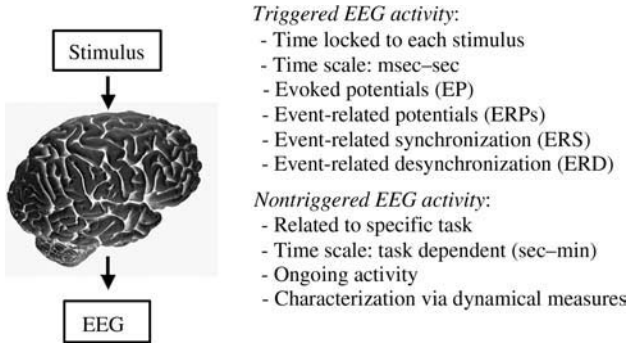 Stimulus
EEG
Triggered EEG activity:
- Time locked to each stimulus
- Time scale: msec–sec
- Evoked potentials (EP)
- Event-related potentials (ERPs)
- Event-related synchronization (ERS)
- Event-related desynchronization (ERD)
Nontriggered EEG activity:
- Related to specific task
- Time scale: task dependent (sec–min)
- Ongoing activity
- Characterization via dynamical measures